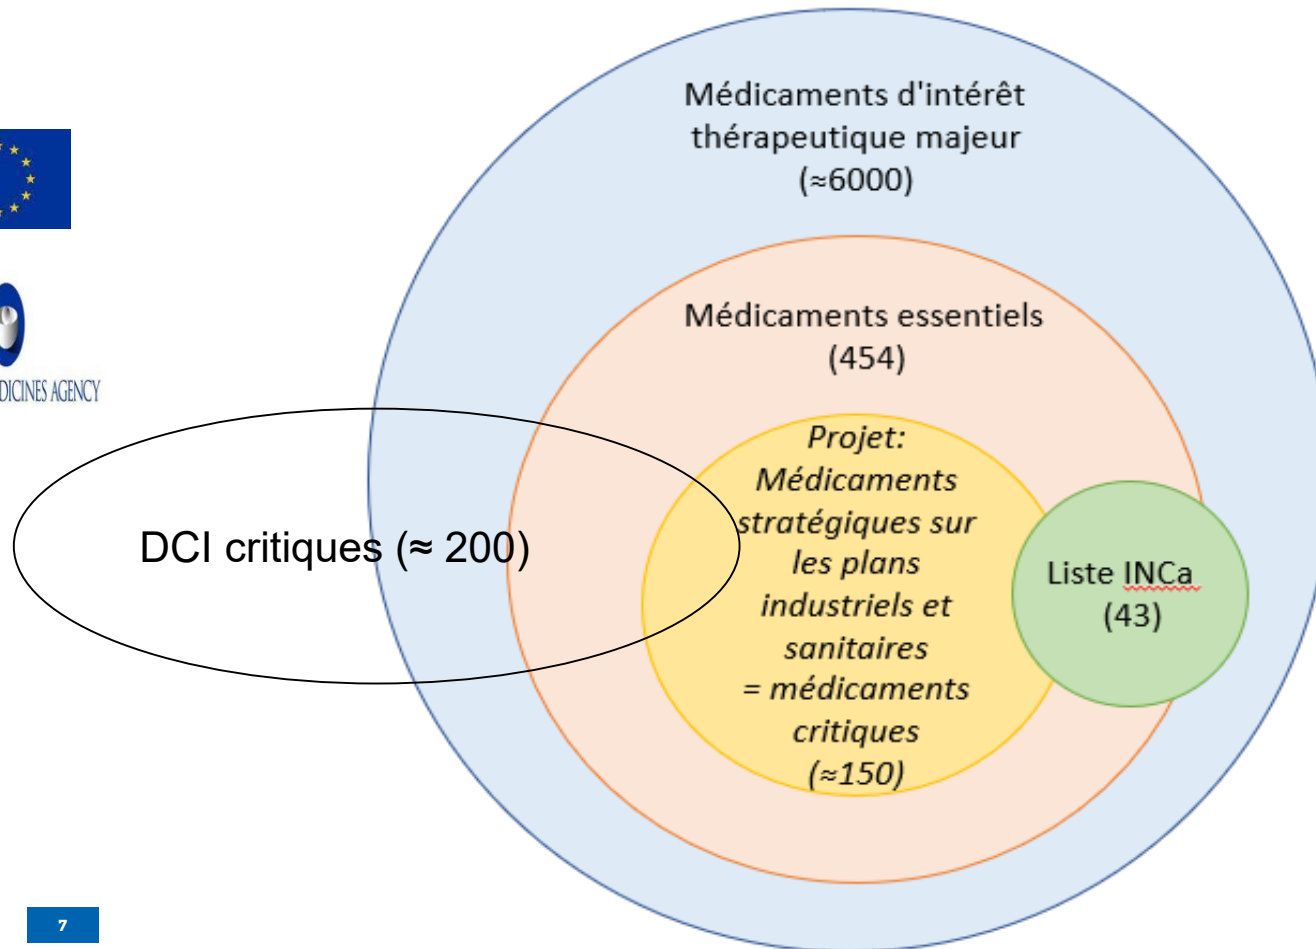 Médicaments d'intérêt
thérapeutique majeur
(≈6000)
Médicaments essentiels
(454)
DICINES AGENCY
Projet:
Médicaments
stratégiques sur
les plans
industriels et
sanitaires
= médicaments
critiques
(≈150)
DCI critiques (≈ 200)
Liste INCa
(43)
7